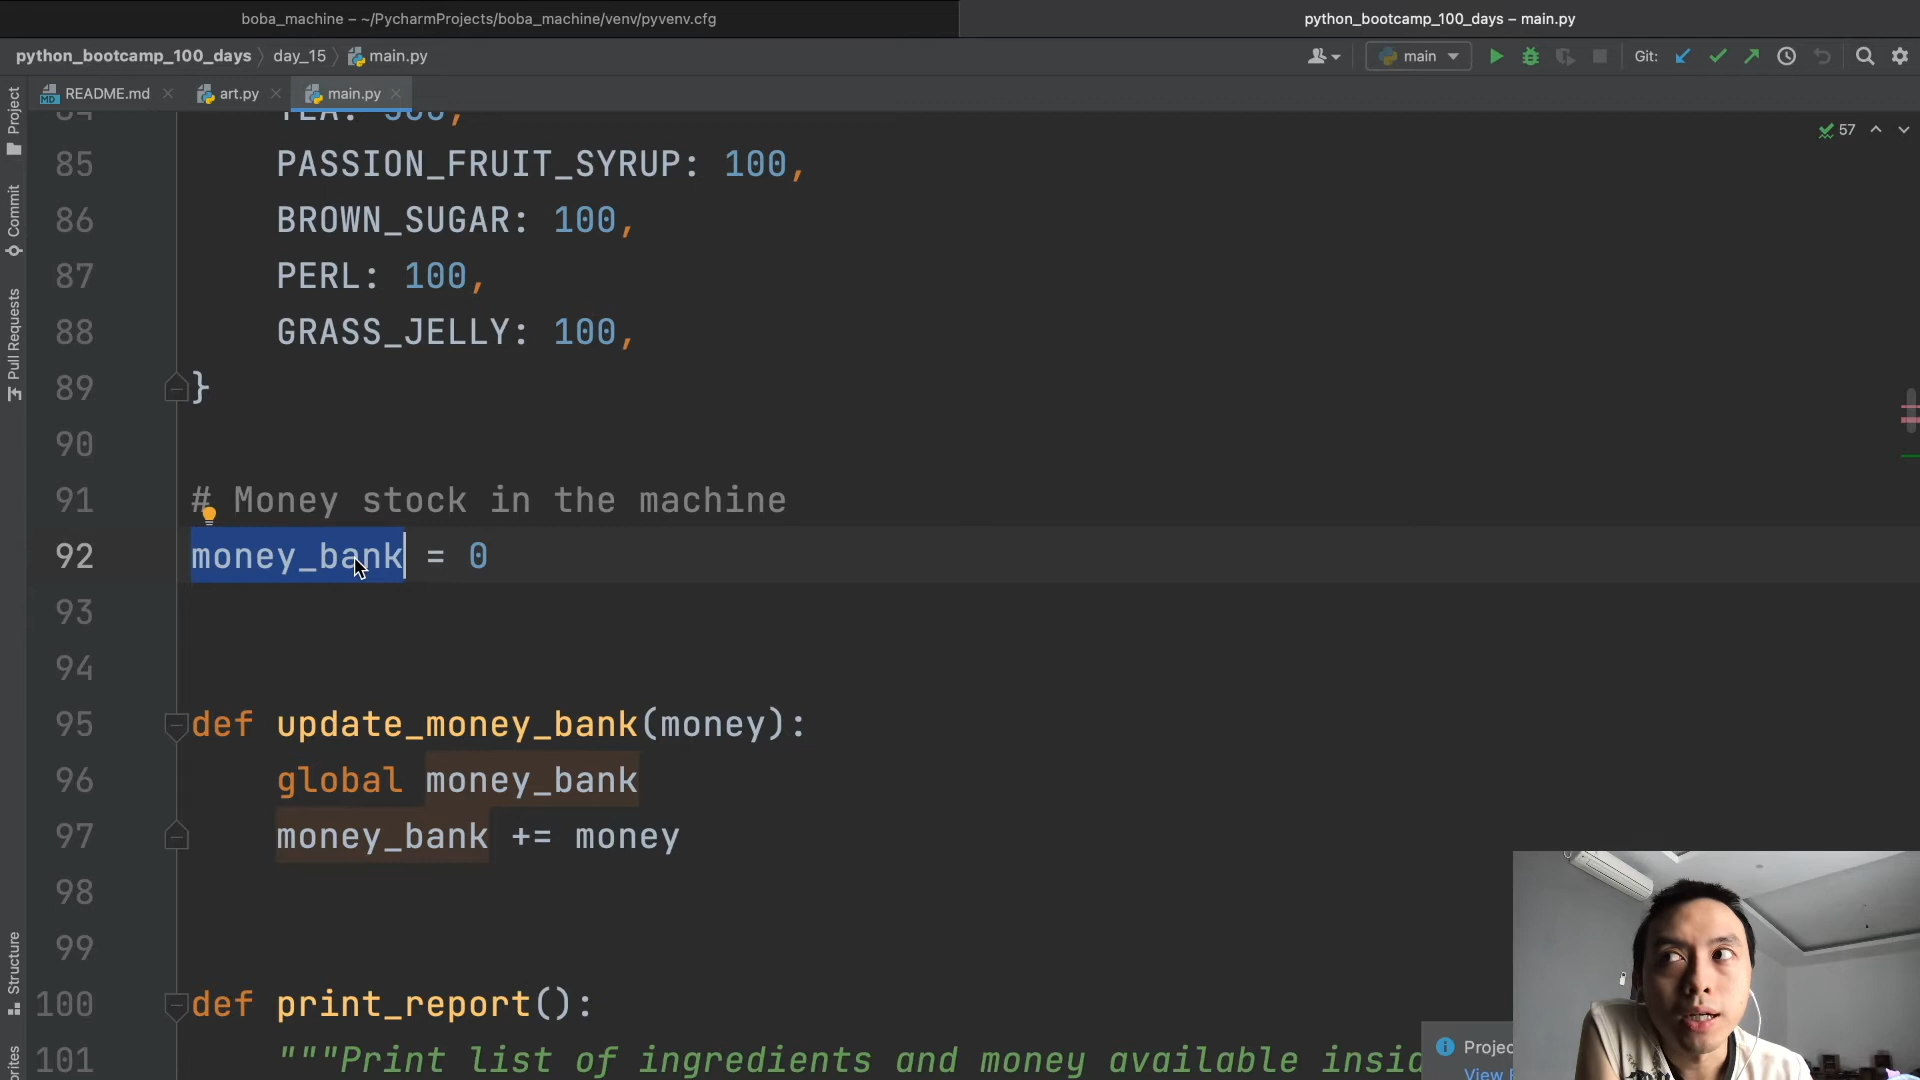 boba_machine – ~/PycharmProjects/boba_machine/venv/pyvenv.cfg
python_bootcamp_100_days – main.py
python_bootcamp_100_days day_15 main.py
main
Git:
README.md art.py main.py
Project
Commit
Pull Requests
Structure
57
85 PASSION_FRUIT_SYRUP: 100,
86 BROWN_SUGAR: 100,
87 PERL: 100,
88 GRASS_JELLY: 100,
89 }
90
91 # Money stock in the machine
92 money_bank = 0
93
94
95 def update_money_bank(money):
96 global money_bank
97 money_bank += money
98
99
100 def print_report():
101 """Print list of ingredients and money available insid
Projec